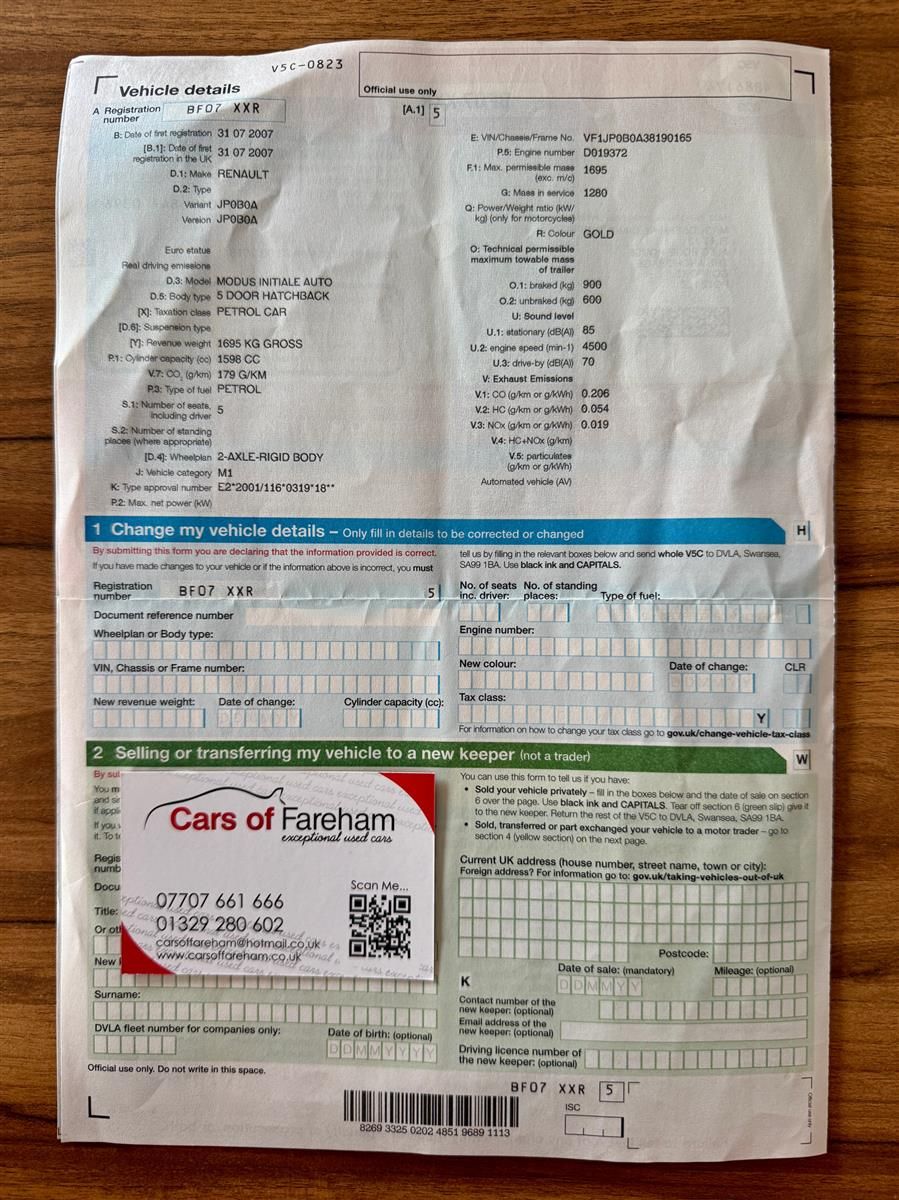 V5C-0823
Vehicle details
Official use only
A Registration number BF07 XXR
[A.1] 5
B: Date of first registration 31 07 2007
[B.1]: Date of first registration in the UK 31 07 2007
D.1: Make RENAULT
D.2: Type
Variant JP0B0A
Version JP0B0A
Euro status
Real driving emissions
D.3: Model MODUS INITIALE AUTO
D.5: Body type 5 DOOR HATCHBACK
[X]: Taxation class PETROL CAR
[D.6]: Suspension type
[Y]: Revenue weight 1695 KG GROSS
P.1: Cylinder capacity (cc) 1598 CC
V.7: CO₂ (g/km) 179 G/KM
P.3: Type of fuel PETROL
S.1: Number of seats, including driver 5
S.2: Number of standing places (where appropriate)
[D.4]: Wheelplan 2-AXLE-RIGID BODY
J: Vehicle category M1
K: Type approval number E2*2001/116*0319*18**
P.2: Max. net power (kW)
E: VIN/Chassis/Frame No. VF1JP0B0A38190165
P.5: Engine number D019372
F.1: Max. permissible mass (exc. m/c) 1695
G: Mass in service 1280
Q: Power/Weight ratio (kW/kg) (only for motorcycles)
R: Colour GOLD
O: Technical permissible maximum towable mass of trailer
O.1: braked (kg) 900
O.2: unbraked (kg) 600
U: Sound level
U.1: stationary (dB(A)) 85
U.2: engine speed (min-1) 4500
U.3: drive-by (dB(A)) 70
V: Exhaust Emissions
V.1: CO (g/km or g/kWh) 0.206
V.2: HC (g/km or g/kWh) 0.054
V.3: NOx (g/km or g/kWh) 0.019
V.4: HC+NOx (g/km)
V.5: particulates (g/km or g/kWh)
Automated vehicle (AV)
1 Change my vehicle details – Only fill in details to be corrected or changed
H
By submitting this form you are declaring that the information provided is correct.
If you have made changes to your vehicle or if the information above is incorrect, you must
tell us by filling in the relevant boxes below and send whole V5C to DVLA, Swansea,
SA99 1BA. Use black ink and CAPITALS.
Registration number BF07 XXR 5
Document reference number
Wheelplan or Body type:
VIN, Chassis or Frame number:
New revenue weight: Date of change: Cylinder capacity (cc):
No. of seats inc. driver: No. of standing places: Type of fuel:
Engine number:
New colour: Date of change: CLR
Tax class:
Y
For information on how to change your tax class go to gov.uk/change-vehicle-tax-class
2 Selling or transferring my vehicle to a new keeper (not a trader)
W
By su
You m
and si
if appli
If you
it. To
Regis
numb
Docu
Title:
Or ot
New
Surname:
DVLA fleet number for companies only:
Date of birth: (optional)
DDMMYYYY
Cars of Fareham
exceptional used cars
Scan Me...
07707 661 666
01329 280 602
carsoffareham@hotmail.co.uk
www.carsoffareham.co.uk
You can use this form to tell us if you have:
• Sold your vehicle privately – fill in the boxes below and the date of sale on section
6 over the page. Use black ink and CAPITALS. Tear off section 6 (green slip) give it
to the new keeper. Return the rest of the V5C to DVLA, Swansea, SA99 1BA.
• Sold, transferred or part exchanged your vehicle to a motor trader – go to
section 4 (yellow section) on the next page.
Current UK address (house number, street name, town or city):
Foreign address? For information go to: gov.uk/taking-vehicles-out-of-uk
Postcode:
Date of sale: (mandatory) Mileage: (optional)
K
DDMMYY
Contact number of the new keeper: (optional)
Email address of the new keeper: (optional)
Driving licence number of the new keeper: (optional)
Official use only. Do not write in this space.
BF07 XXR 5
ISC
8269 3325 0202 4851 9689 1113
Official use only